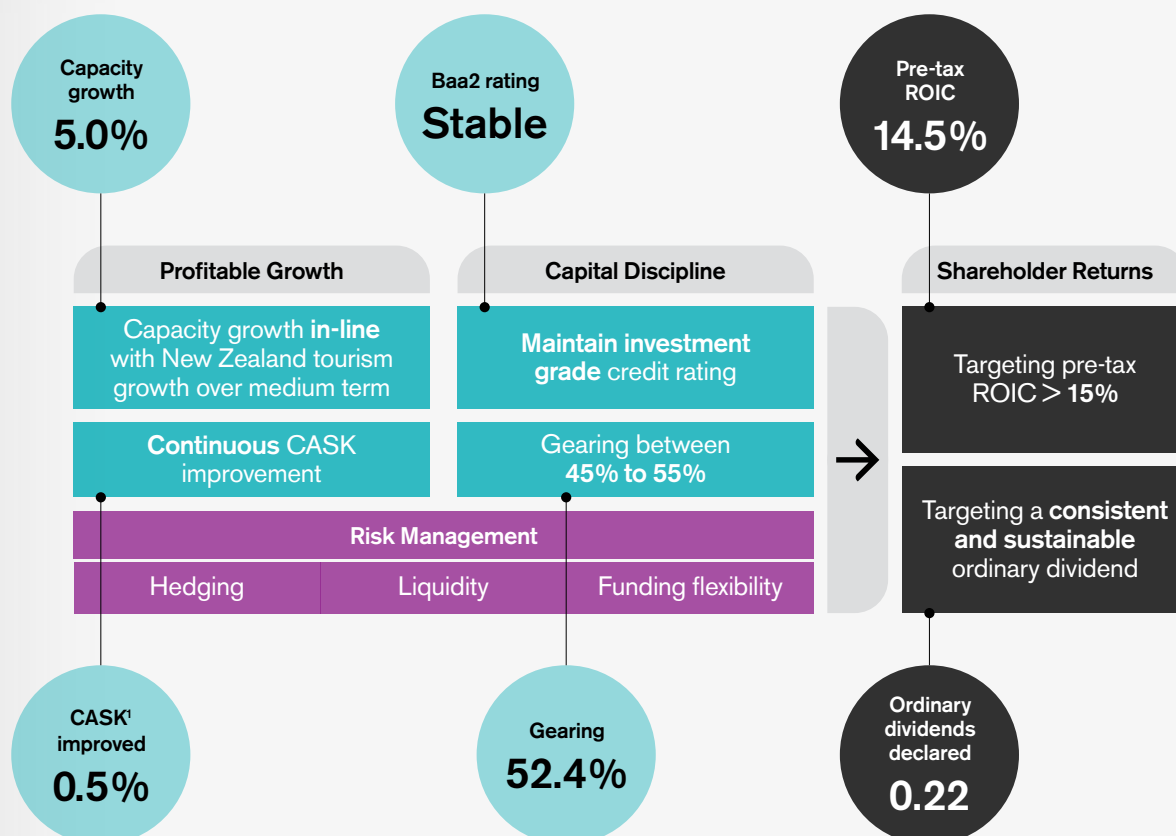 Capacity
growth
5.0%
Baa2 rating
Stable
Pre-tax
ROIC
14.5%
Profitable Growth
Capital Discipline
Shareholder Returns
Capacity growth in-line
with New Zealand tourism
growth over medium term
Maintain investment
grade credit rating
Targeting pre-tax
ROIC > 15%
Continuous CASK
improvement
Gearing between
45% to 55%
Targeting a consistent
and sustainable
ordinary dividend
Risk Management
Hedging
Liquidity
Funding flexibility
CASK¹
improved
0.5%
Gearing
52.4%
Ordinary
dividends
declared
0.22